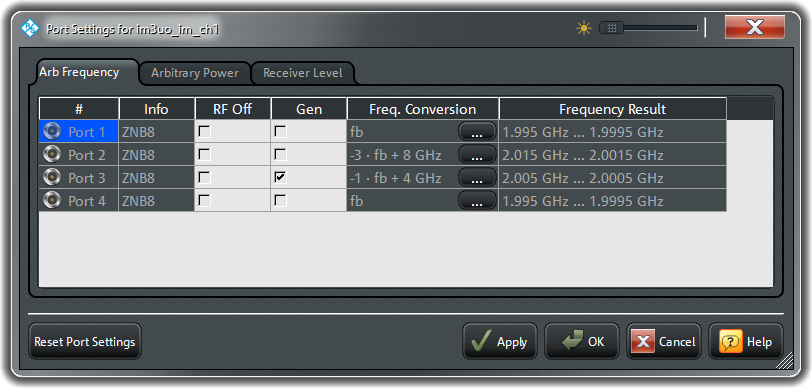 Port Settings for im3uo_im_ch1
Arb Frequency Arbitrary Power Receiver Level
# Info RF Off Gen Freq. Conversion Frequency Result
Port 1 ZNB8 fb ... 1.995 GHz ... 1.9995 GHz
Port 2 ZNB8 -3 · fb + 8 GHz ... 2.015 GHz ... 2.0015 GHz
Port 3 ZNB8 -1 · fb + 4 GHz ... 2.005 GHz ... 2.0005 GHz
Port 4 ZNB8 fb ... 1.995 GHz ... 1.9995 GHz
Reset Port Settings Apply OK Cancel Help